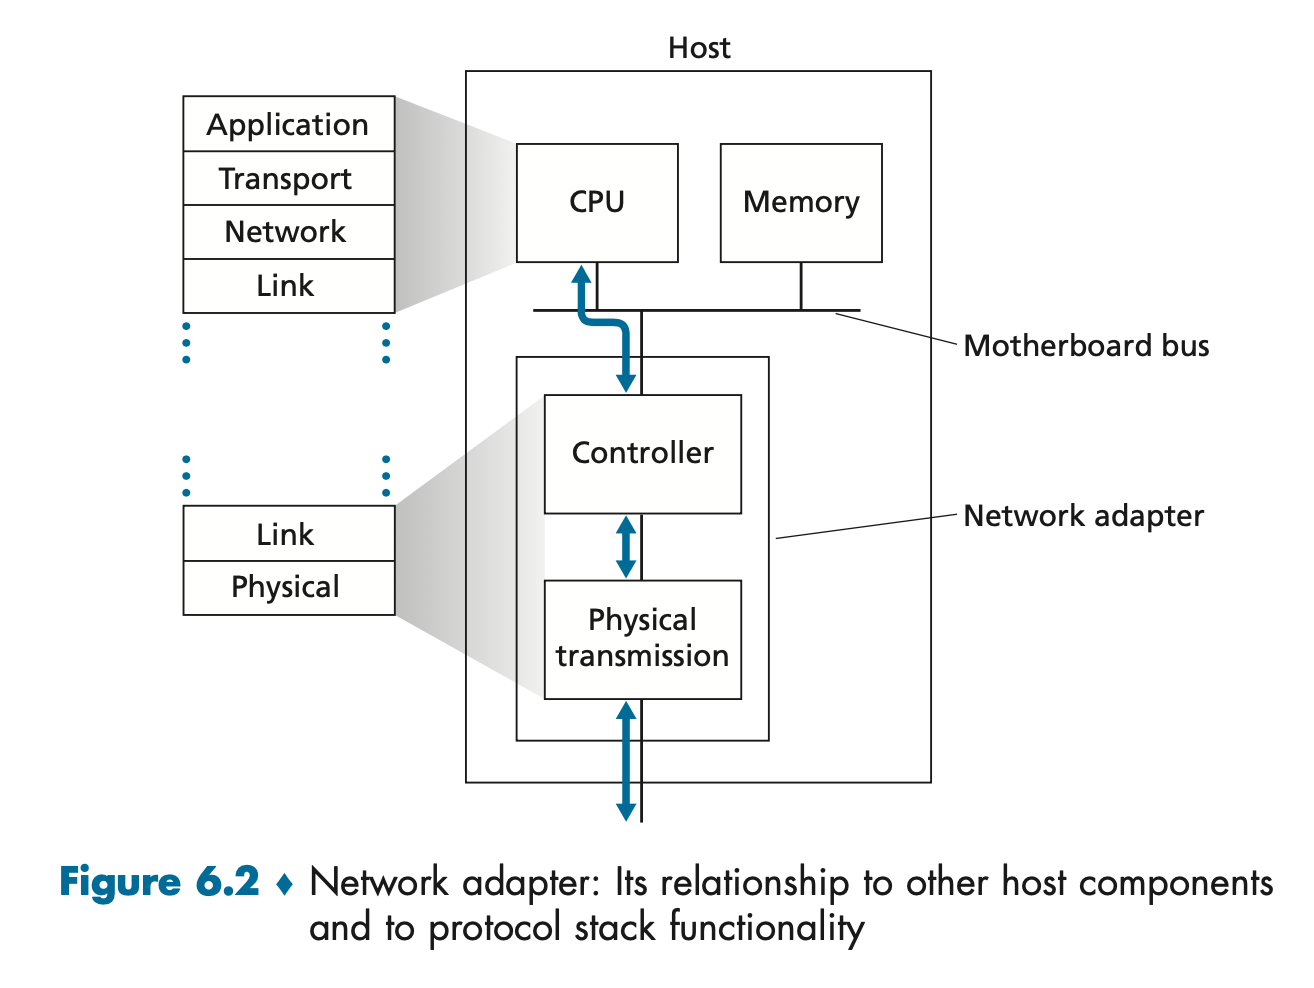 Host
Application
Transport
Network
Link
CPU
Memory
Motherboard bus
Controller
Network adapter
Link
Physical
Physical
transmission
Figure 6.2 ♦ Network adapter: Its relationship to other host components
and to protocol stack functionality